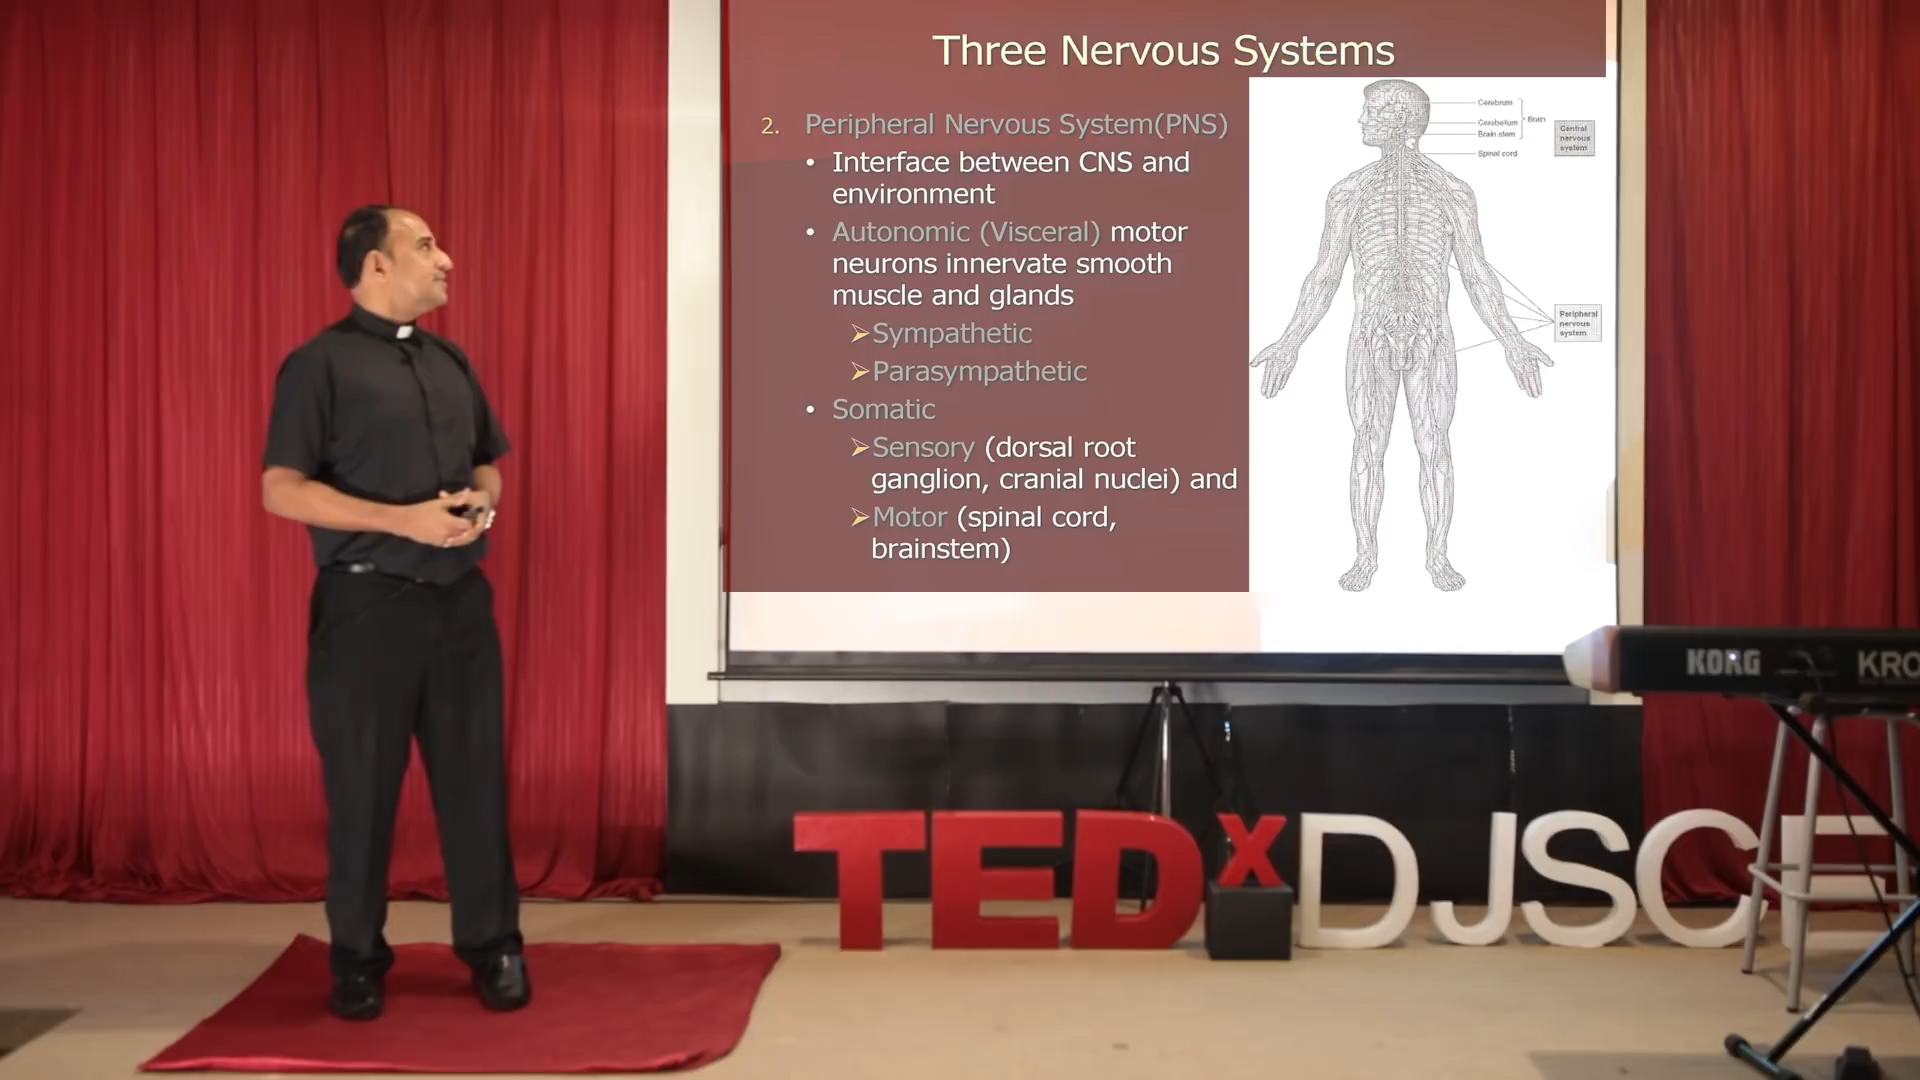 Three Nervous Systems
2. Peripheral Nervous System(PNS)
• Interface between CNS and
environment
• Autonomic (Visceral) motor
neurons innervate smooth
muscle and glands
➢Sympathetic
➢Parasympathetic
• Somatic
➢Sensory (dorsal root
ganglion, cranial nuclei) and
➢Motor (spinal cord,
brainstem)
Cerebrum
Cerebellum
Brain stem
Brain
Spinal cord
Central
nervous
system
Peripheral
nervous
system
KORG KRO
TEDxDJSCE